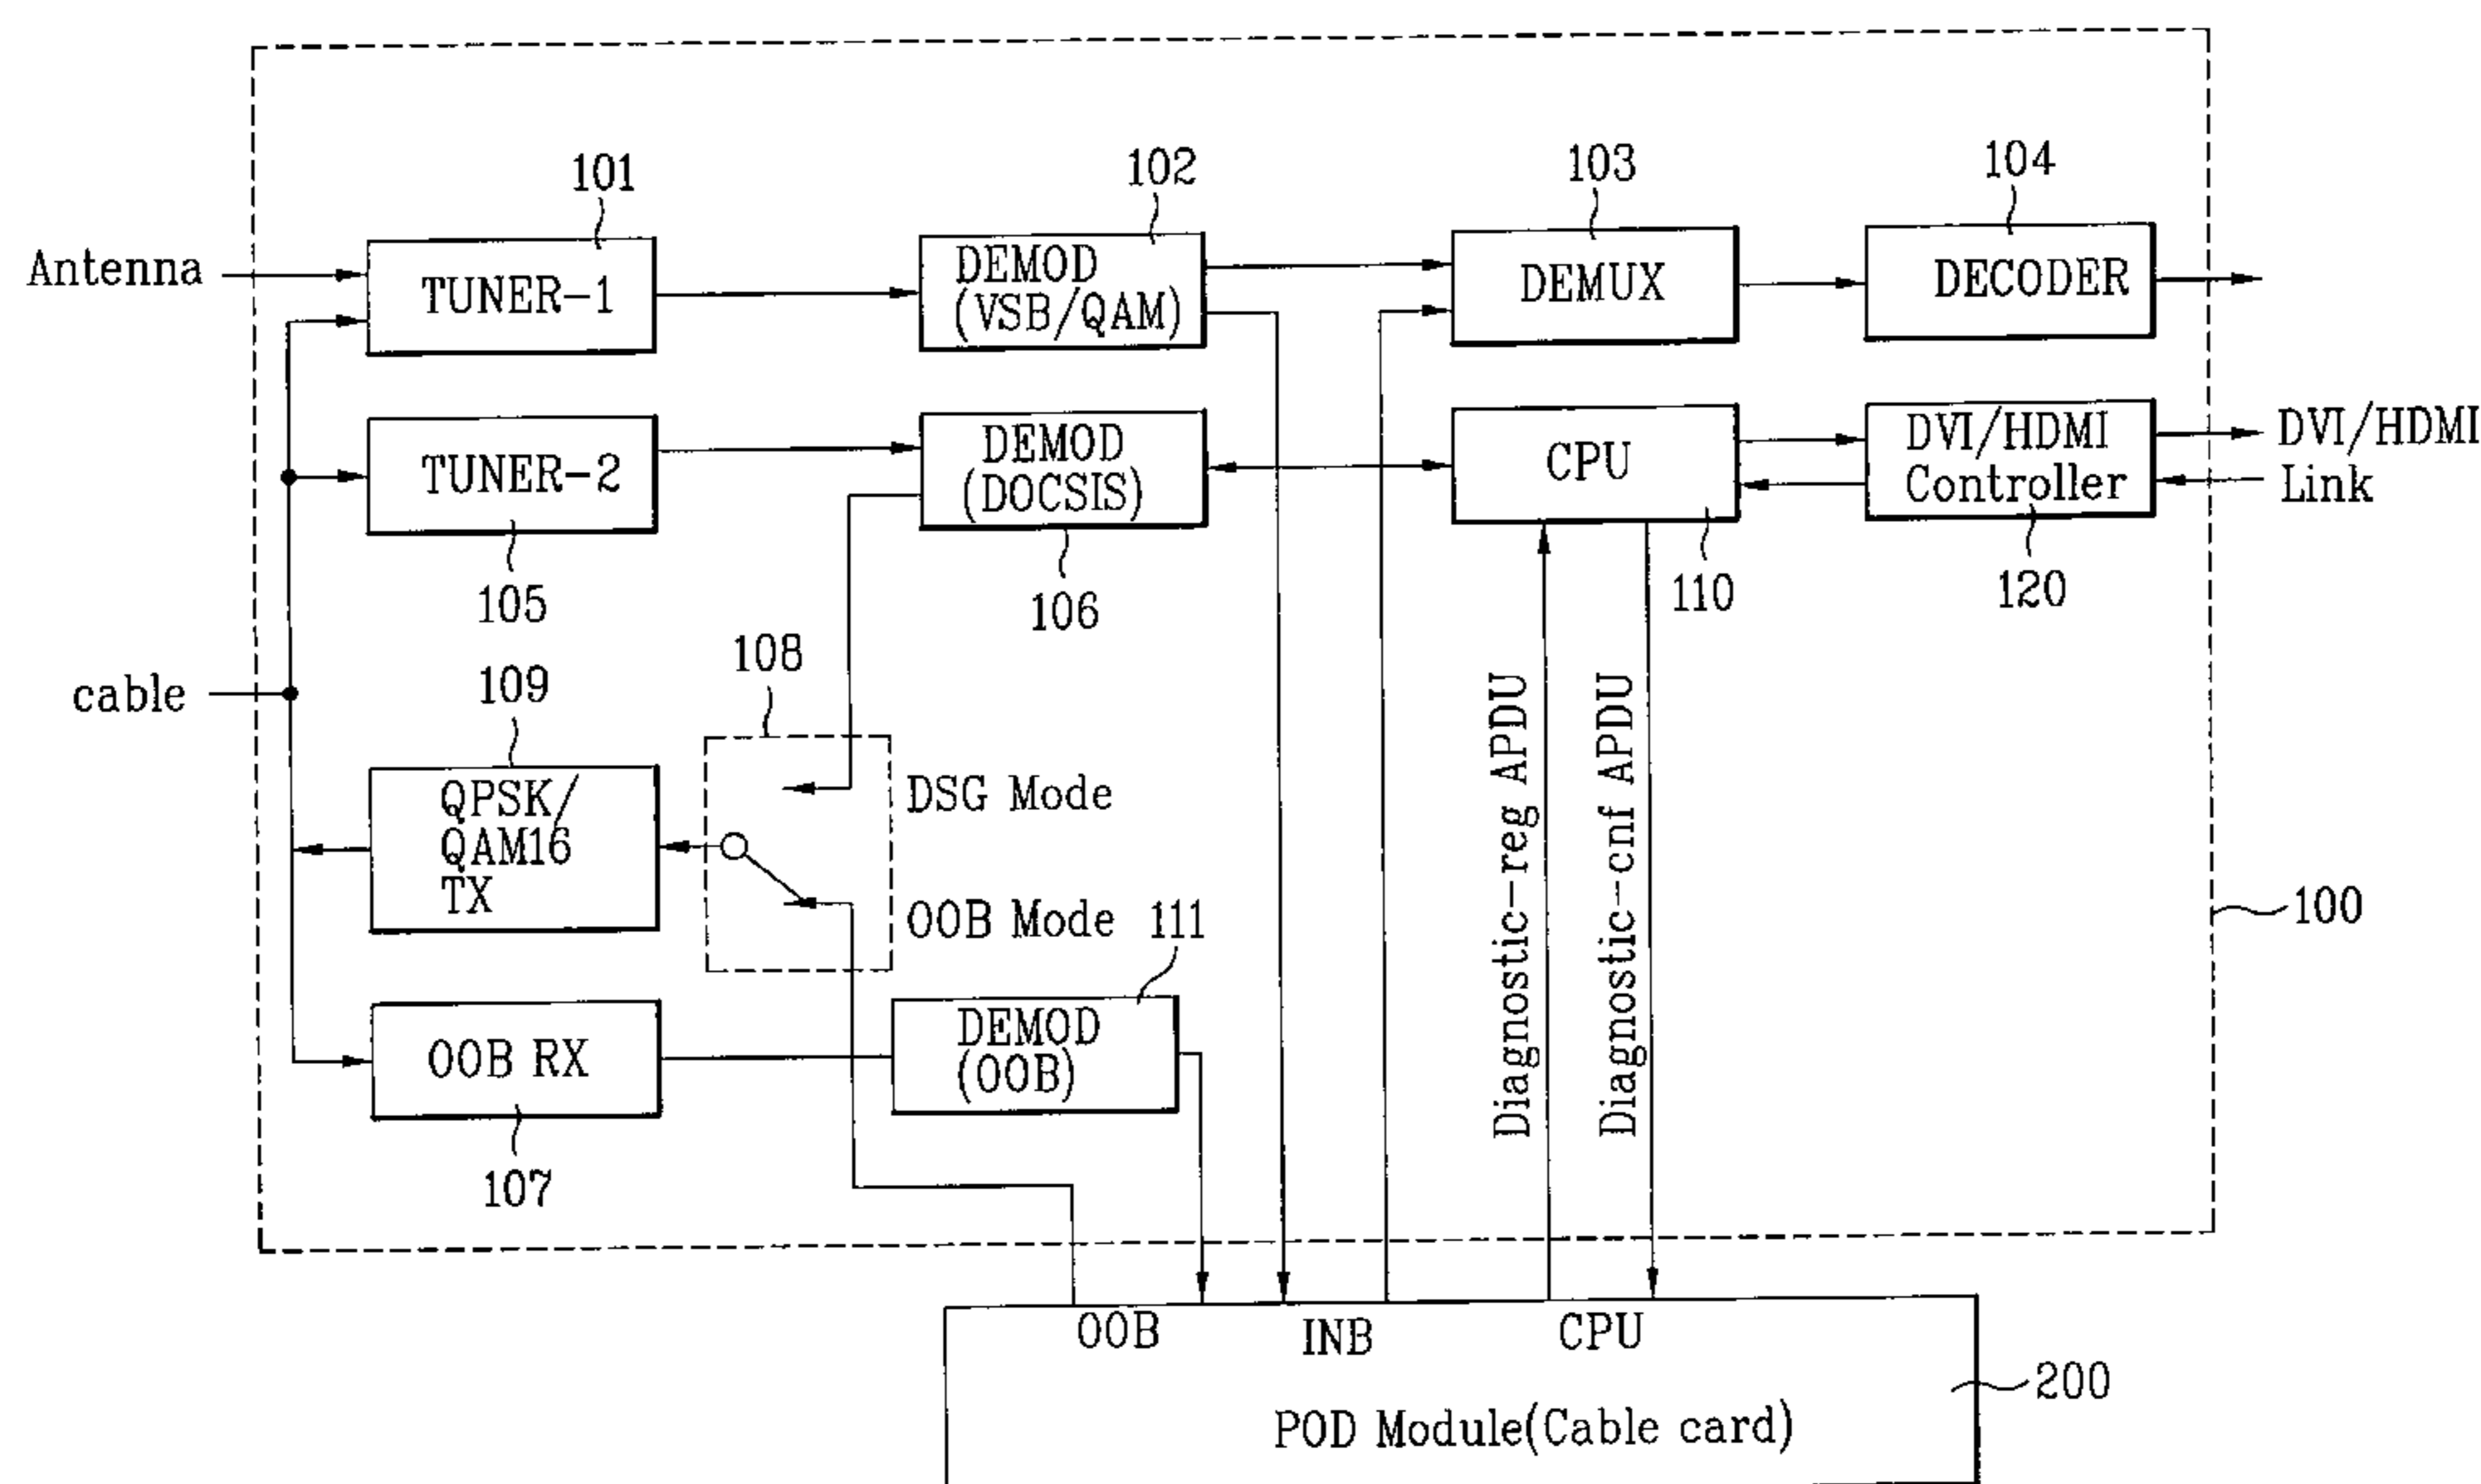 101
102
103
104
Antenna
TUNER-1
DEMOD
(VSB/QAM)
DEMUX
DECODER
TUNER-2
DEMOD
(DOCSIS)
CPU
DVI/HDMI
Controller
DVI/HDMI
Link
105
106
110
120
108
cable
109
QPSK/
QAM16
TX
DSG Mode
OOB Mode
111
Diagnostic-reg APDU
Diagnostic-cnf APDU
100
OOB RX
DEMOD
(OOB)
107
OOB
INB
CPU
200
POD Module(Cable card)